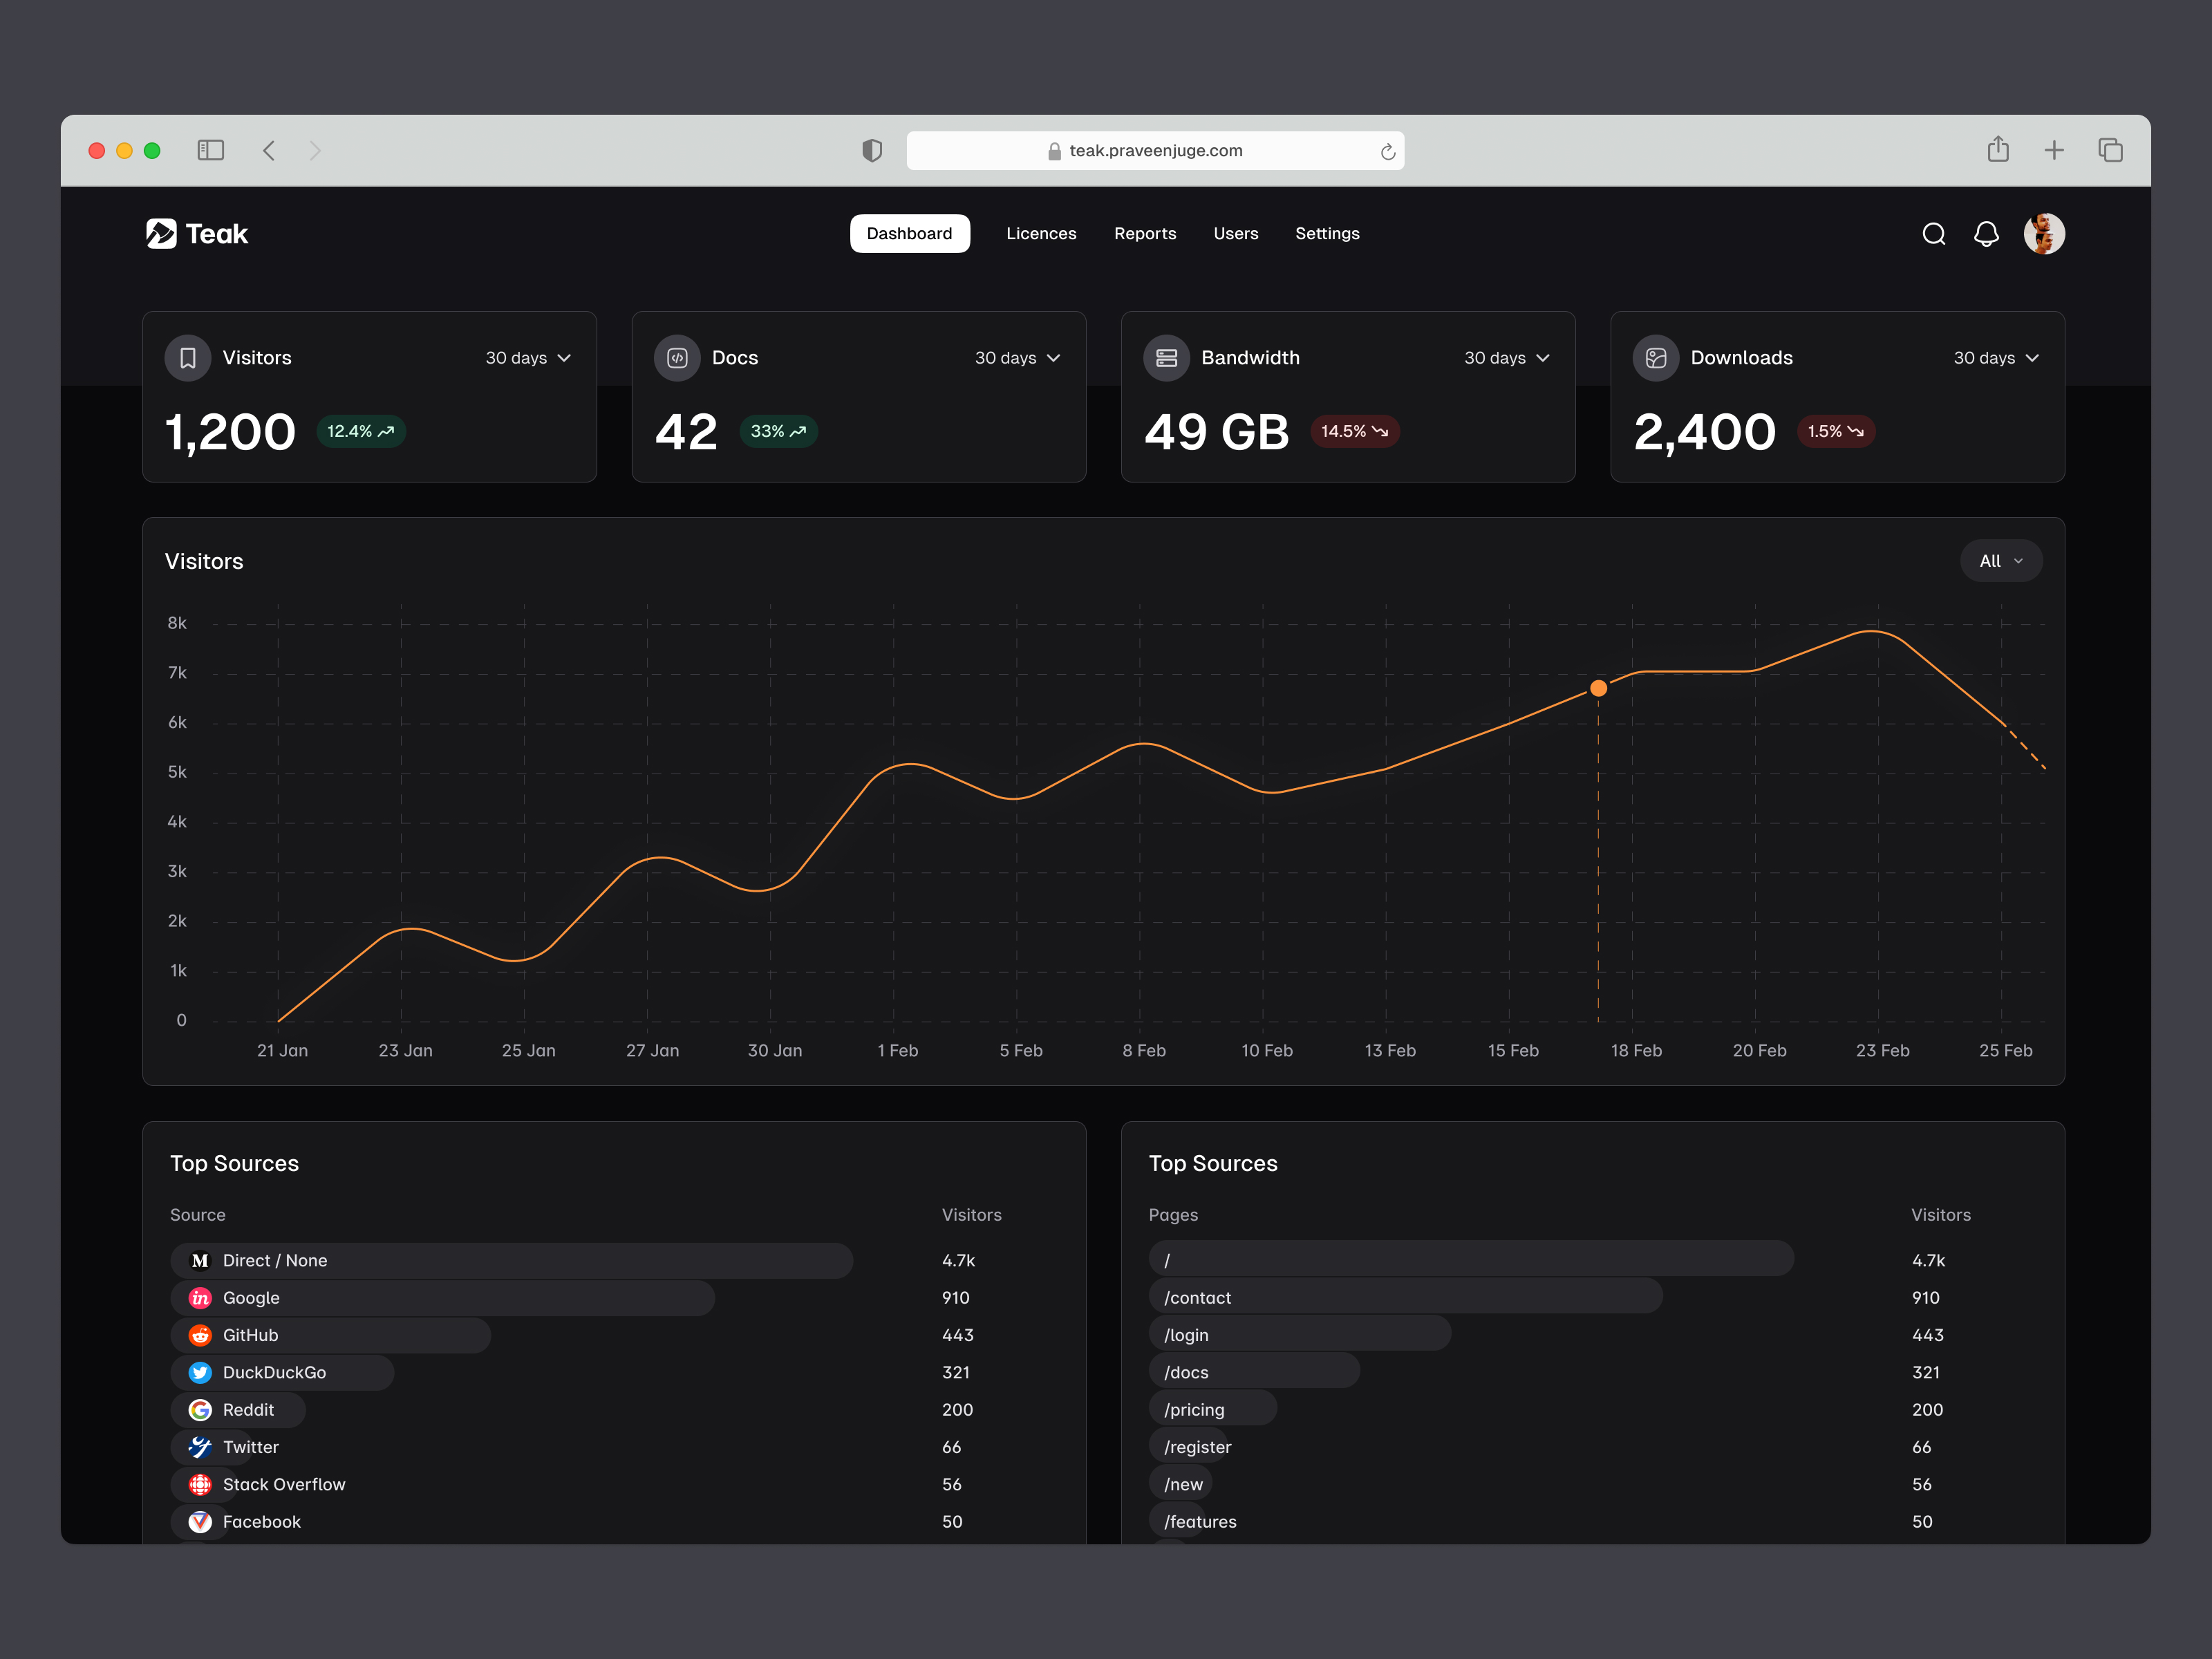 teak.praveenjuge.com
Teak
Dashboard Licences Reports Users Settings
Visitors 30 days
1,200 12.4%
Docs 30 days
42 33%
Bandwidth 30 days
49 GB 14.5%
Downloads 30 days
2,400 1.5%
Visitors All
8k
7k
6k
5k
4k
3k
2k
1k
0
21 Jan 23 Jan 25 Jan 27 Jan 30 Jan 1 Feb 5 Feb 8 Feb 10 Feb 13 Feb 15 Feb 18 Feb 20 Feb 23 Feb 25 Feb
Top Sources
Source Visitors
M Direct / None 4.7k
in Google 910
GitHub 443
DuckDuckGo 321
G Reddit 200
Twitter 66
Stack Overflow 56
Facebook 50
Top Sources
Pages Visitors
/ 4.7k
/contact 910
/login 443
/docs 321
/pricing 200
/register 66
/new 56
/features 50